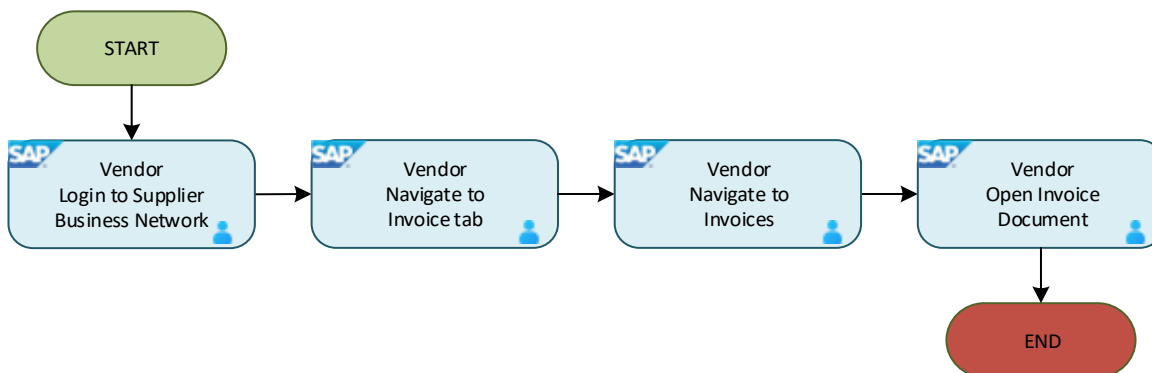 START
SAP
Vendor
Login to Supplier
Business Network
SAP
Vendor
Navigate to
Invoice tab
SAP
Vendor
Navigate to
Invoices
SAP
Vendor
Open Invoice
Document
END